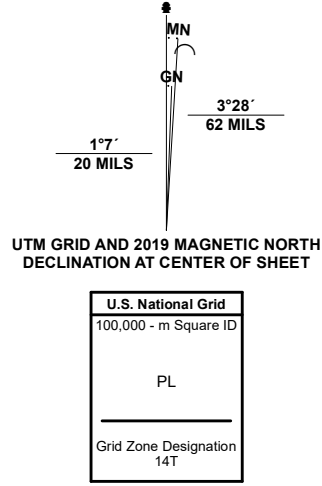 MN
GN
3°28´
62 MILS
1°7´
20 MILS
UTM GRID AND 2019 MAGNETIC NORTH
DECLINATION AT CENTER OF SHEET
U.S. National Grid
100,000 - m Square ID
PL
Grid Zone Designation
14T